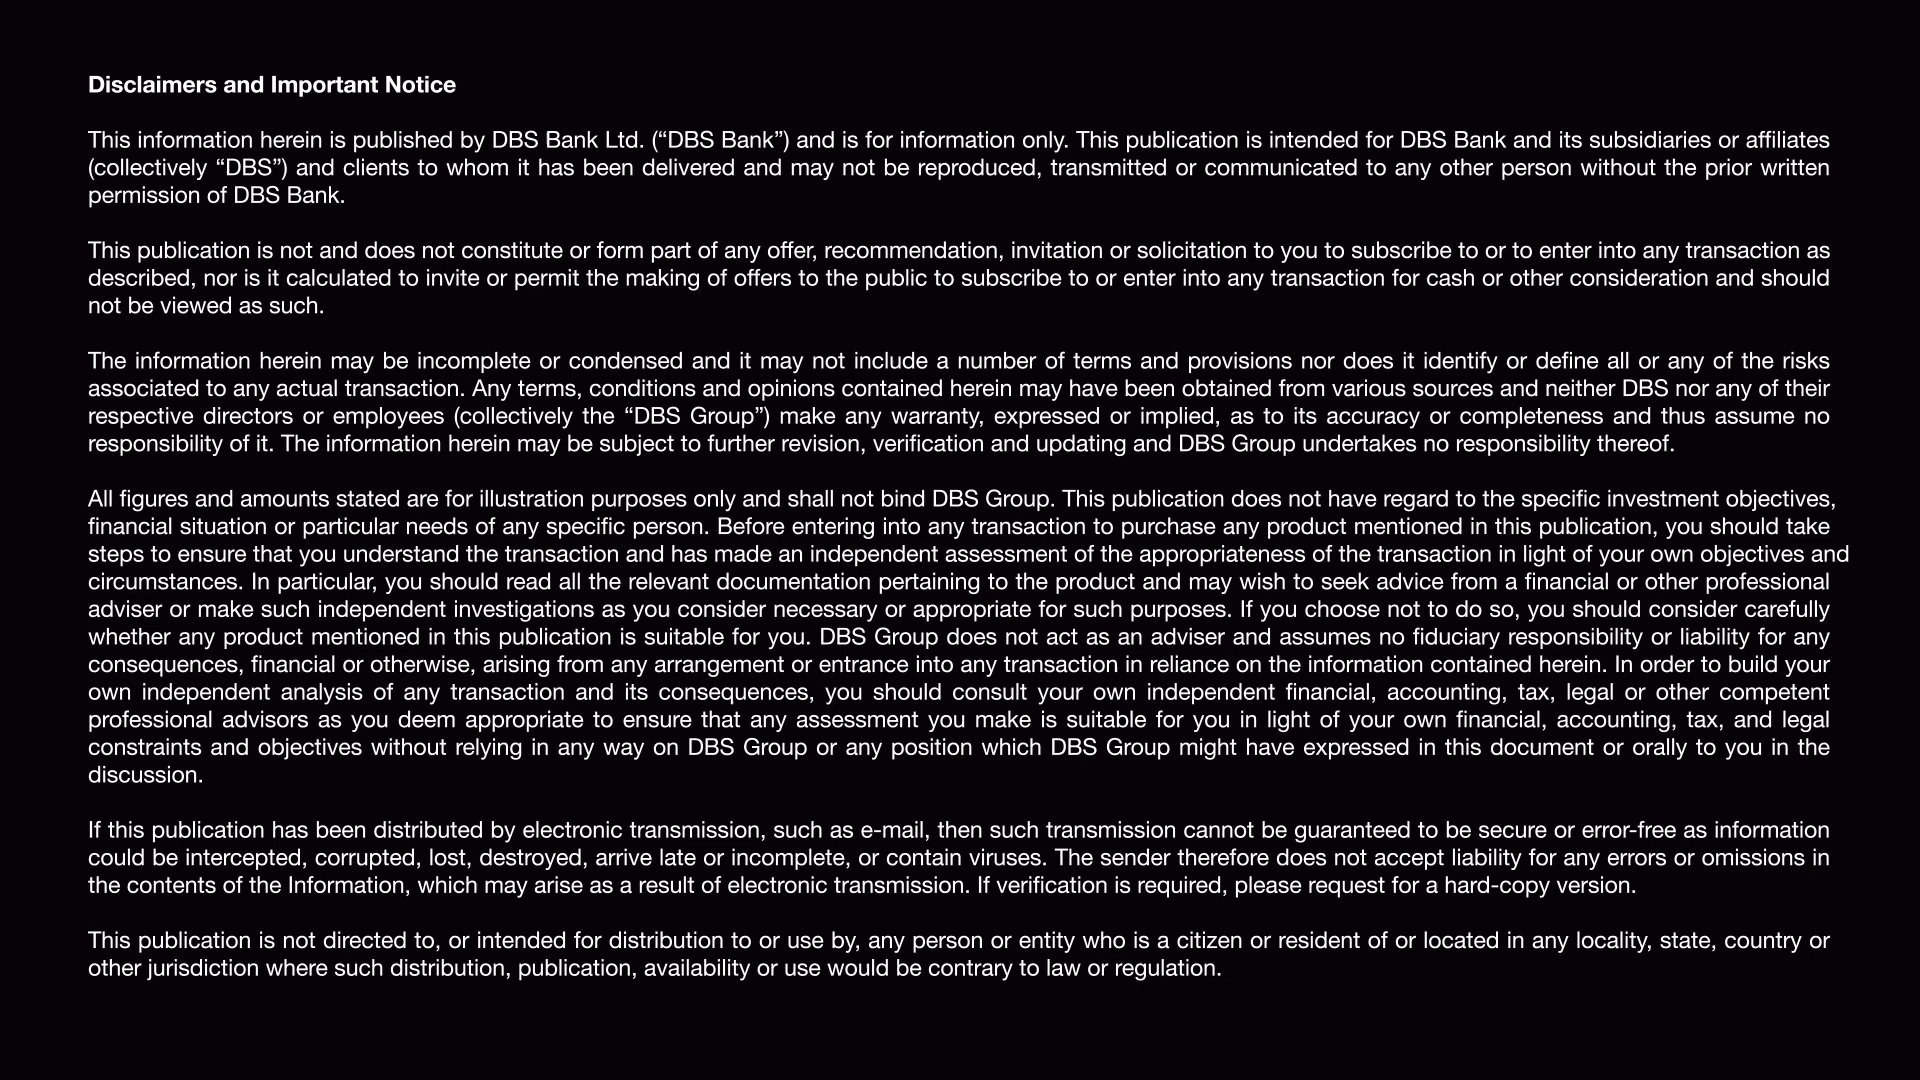 Disclaimers and Important Notice
This information herein is published by DBS Bank Ltd. (“DBS Bank”) and is for information only. This publication is intended for DBS Bank and its subsidiaries or affiliates
(collectively “DBS”) and clients to whom it has been delivered and may not be reproduced, transmitted or communicated to any other person without the prior written
permission of DBS Bank.
This publication is not and does not constitute or form part of any offer, recommendation, invitation or solicitation to you to subscribe to or to enter into any transaction as
described, nor is it calculated to invite or permit the making of offers to the public to subscribe to or enter into any transaction for cash or other consideration and should
not be viewed as such.
The information herein may be incomplete or condensed and it may not include a number of terms and provisions nor does it identify or define all or any of the risks
associated to any actual transaction. Any terms, conditions and opinions contained herein may have been obtained from various sources and neither DBS nor any of their
respective directors or employees (collectively the “DBS Group”) make any warranty, expressed or implied, as to its accuracy or completeness and thus assume no
responsibility of it. The information herein may be subject to further revision, verification and updating and DBS Group undertakes no responsibility thereof.
All figures and amounts stated are for illustration purposes only and shall not bind DBS Group. This publication does not have regard to the specific investment objectives,
financial situation or particular needs of any specific person. Before entering into any transaction to purchase any product mentioned in this publication, you should take
steps to ensure that you understand the transaction and has made an independent assessment of the appropriateness of the transaction in light of your own objectives and
circumstances. In particular, you should read all the relevant documentation pertaining to the product and may wish to seek advice from a financial or other professional
adviser or make such independent investigations as you consider necessary or appropriate for such purposes. If you choose not to do so, you should consider carefully
whether any product mentioned in this publication is suitable for you. DBS Group does not act as an adviser and assumes no fiduciary responsibility or liability for any
consequences, financial or otherwise, arising from any arrangement or entrance into any transaction in reliance on the information contained herein. In order to build your
own independent analysis of any transaction and its consequences, you should consult your own independent financial, accounting, tax, legal or other competent
professional advisors as you deem appropriate to ensure that any assessment you make is suitable for you in light of your own financial, accounting, tax, and legal
constraints and objectives without relying in any way on DBS Group or any position which DBS Group might have expressed in this document or orally to you in the
discussion.
If this publication has been distributed by electronic transmission, such as e-mail, then such transmission cannot be guaranteed to be secure or error-free as information
could be intercepted, corrupted, lost, destroyed, arrive late or incomplete, or contain viruses. The sender therefore does not accept liability for any errors or omissions in
the contents of the Information, which may arise as a result of electronic transmission. If verification is required, please request for a hard-copy version.
This publication is not directed to, or intended for distribution to or use by, any person or entity who is a citizen or resident of or located in any locality, state, country or
other jurisdiction where such distribution, publication, availability or use would be contrary to law or regulation.